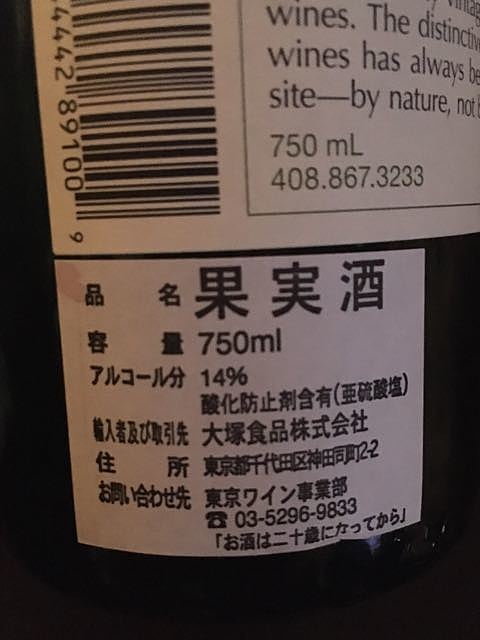 vintag
wines. The distinctiv
wines has always be
site—by nature, not b
750 mL
408.867.3233
4442 89100 9
品名 果実酒
容量 750ml
アルコール分 14%
酸化防止剤含有(亜硫酸塩)
輸入者及び取引先 大塚食品株式会社
住所 東京都千代田区神田司町2-2
お問い合わせ先 東京ワイン事業部
☎ 03-5296-9833
「お酒は二十歳になってから」